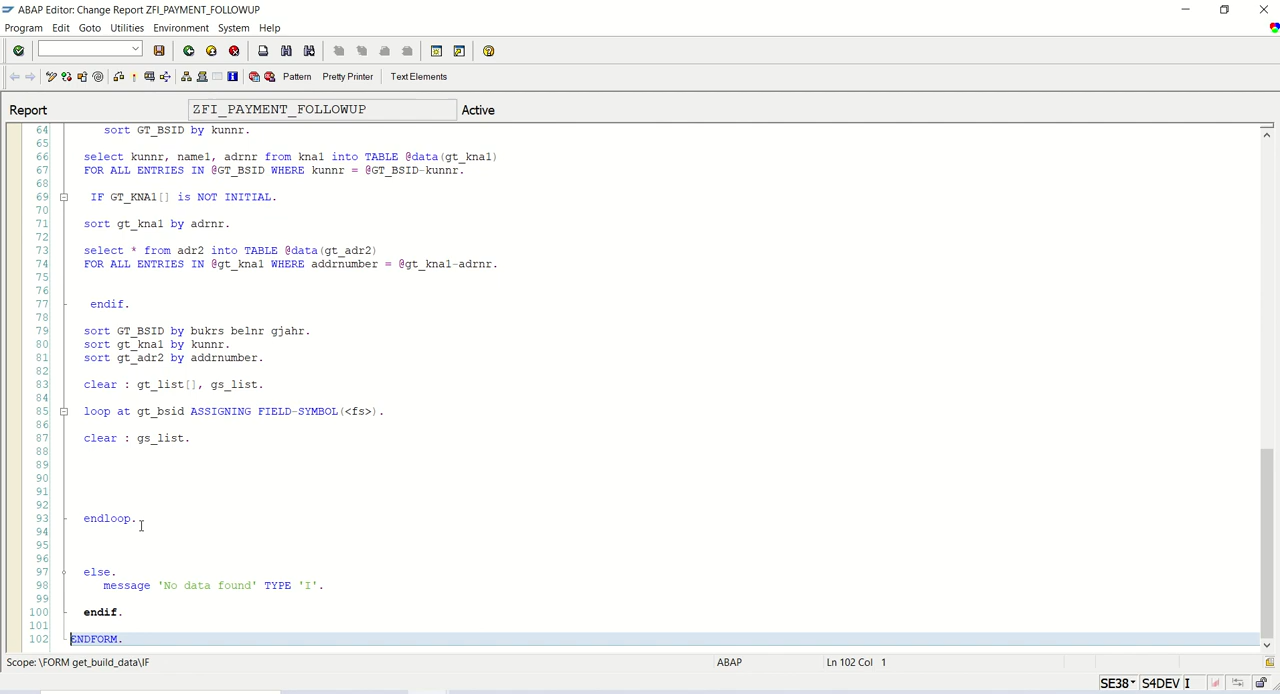 ABAP Editor: Change Report ZFI_PAYMENT_FOLLOWUP
Program Edit Goto Utilities Environment System Help
Pattern Pretty Printer Text Elements
Report ZFI_PAYMENT_FOLLOWUP Active
64 sort GT_BSID by kunnr.
65
66 select kunnr, name1, adrnr from kna1 into TABLE @data(gt_kna1)
67 FOR ALL ENTRIES IN @GT_BSID WHERE kunnr = @GT_BSID-kunnr.
68
69 IF GT_KNA1[] is NOT INITIAL.
70
71 sort gt_kna1 by adrnr.
72
73 select * from adr2 into TABLE @data(gt_adr2)
74 FOR ALL ENTRIES IN @gt_kna1 WHERE addrnumber = @gt_kna1-adrnr.
75
76
77 endif.
78
79 sort GT_BSID by bukrs belnr gjahr.
80 sort gt_kna1 by kunnr.
81 sort gt_adr2 by addrnumber.
82
83 clear : gt_list[], gs_list.
84
85 loop at gt_bsid ASSIGNING FIELD-SYMBOL(<fs>).
86
87 clear : gs_list.
88
89
90
91
92
93 endloop.
94
95
96
97 else.
98 message 'No data found' TYPE 'I'.
99
100 endif.
101
102 ENDFORM.
Scope: \FORM get_build_data\IF ABAP Ln 102 Col 1
SE38 S4DEV I